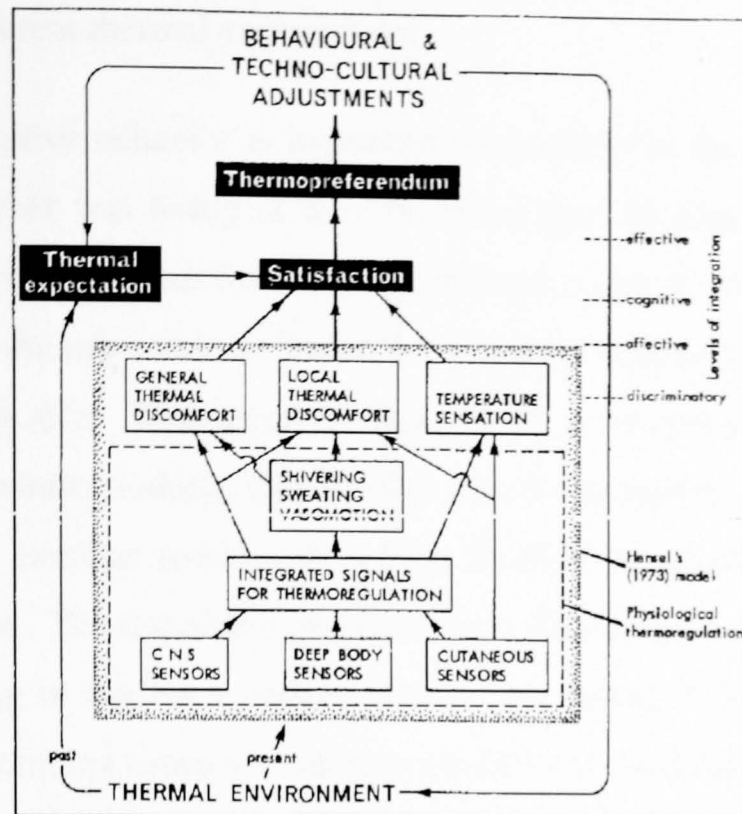 BEHAVIOURAL &
TECHNO-CULTURAL
ADJUSTMENTS
Thermopreferendum
Thermal
expectation
Satisfaction
effective
cognitive
affective
discriminatory
Levels of integration
GENERAL
THERMAL
DISCOMFORT
LOCAL
THERMAL
DISCOMFORT
TEMPERATURE
SENSATION
SHIVERING
SWEATING
VASOMOTION
INTEGRATED SIGNALS
FOR THERMOREGULATION
Hensel's
(1973) model
Physiological
thermoregulation
C N S
SENSORS
DEEP BODY
SENSORS
CUTANEOUS
SENSORS
past
present
THERMAL ENVIRONMENT